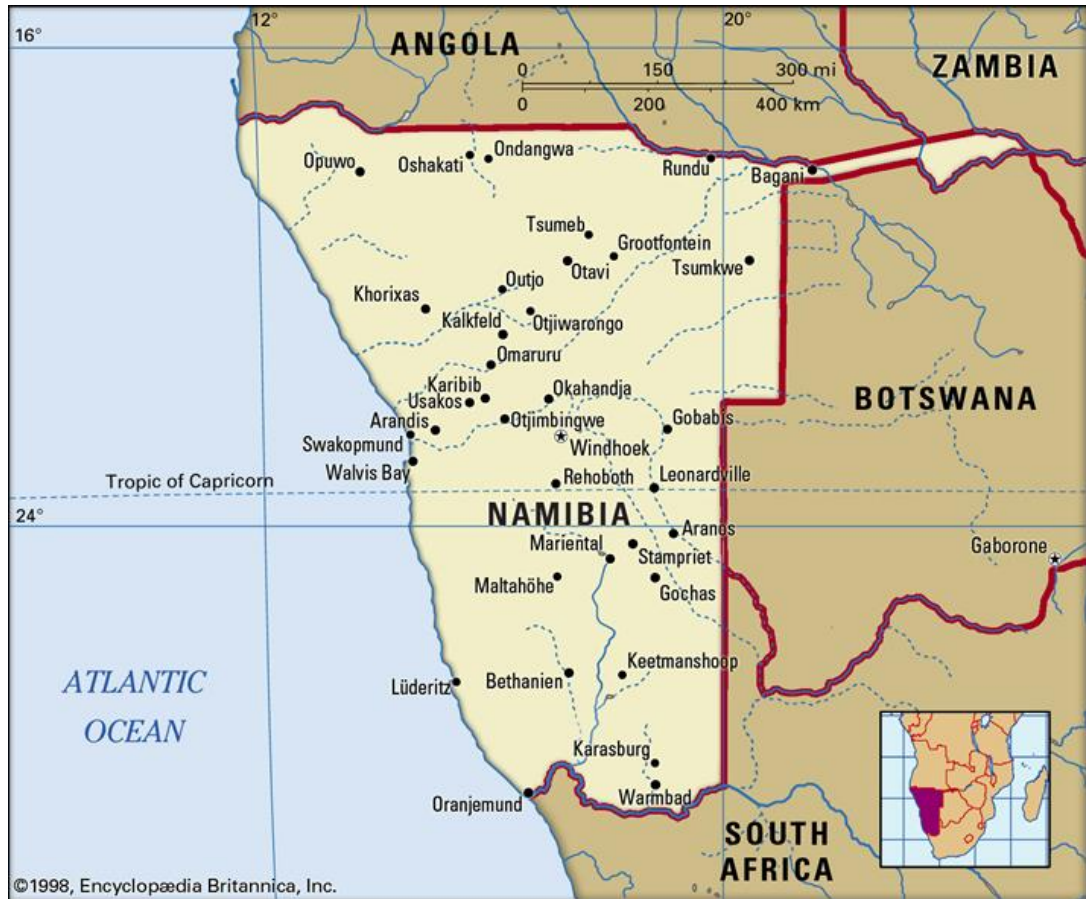 12°
20°
16°
ANGOLA
ZAMBIA
0 150 300 mi
0 200 400 km
Opuwo
Oshakati
Ondangwa
Rundu
Bagani
Tsumeb
Grootfontein
Otavi
Tsumkwe
Outjo
Khorixas
Kalkfeld
Otjiwarongo
Omaruru
Karibib
Okahandja
Usakos
BOTSWANA
Arandis
Otjimbingwe
Gobabis
Swakopmund
Windhoek
Walvis Bay
Rehoboth
Leonardville
Tropic of Capricorn
24°
NAMIBIA
Aranos
Mariental
Stampriet
Gaborone
Maltahöhe
Gochas
ATLANTIC
OCEAN
Lüderitz
Bethanien
Keetmanshoop
Karasburg
Oranjemund
Warmbad
SOUTH
AFRICA
©1998, Encyclopædia Britannica, Inc.